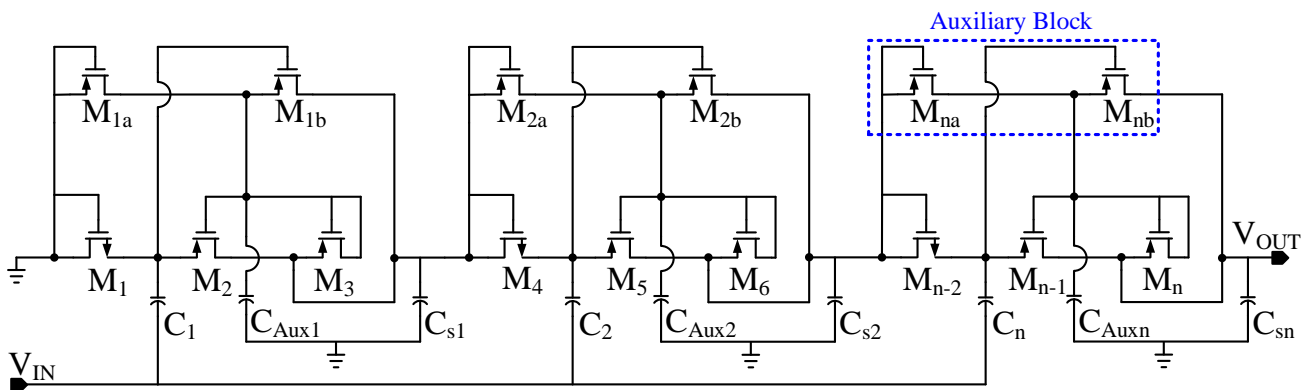 Auxiliary Block
M1a M1b M2a M2b Mna Mnb
M1 M2 M3 M4 M5 M6 Mn-2 Mn-1 Mn VOUT
C1 CAux1 Cs1 C2 CAux2 Cs2 Cn CAuxn Csn
VIN